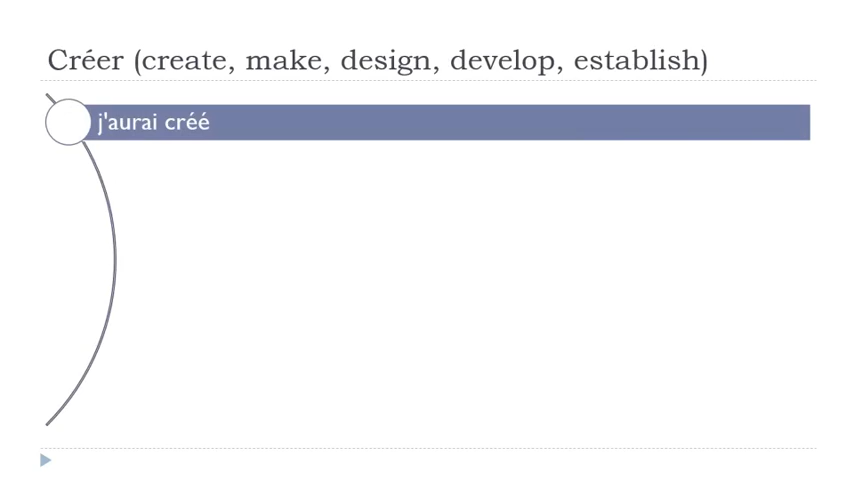 Créer (create, make, design, develop, establish)
j'aurai créé